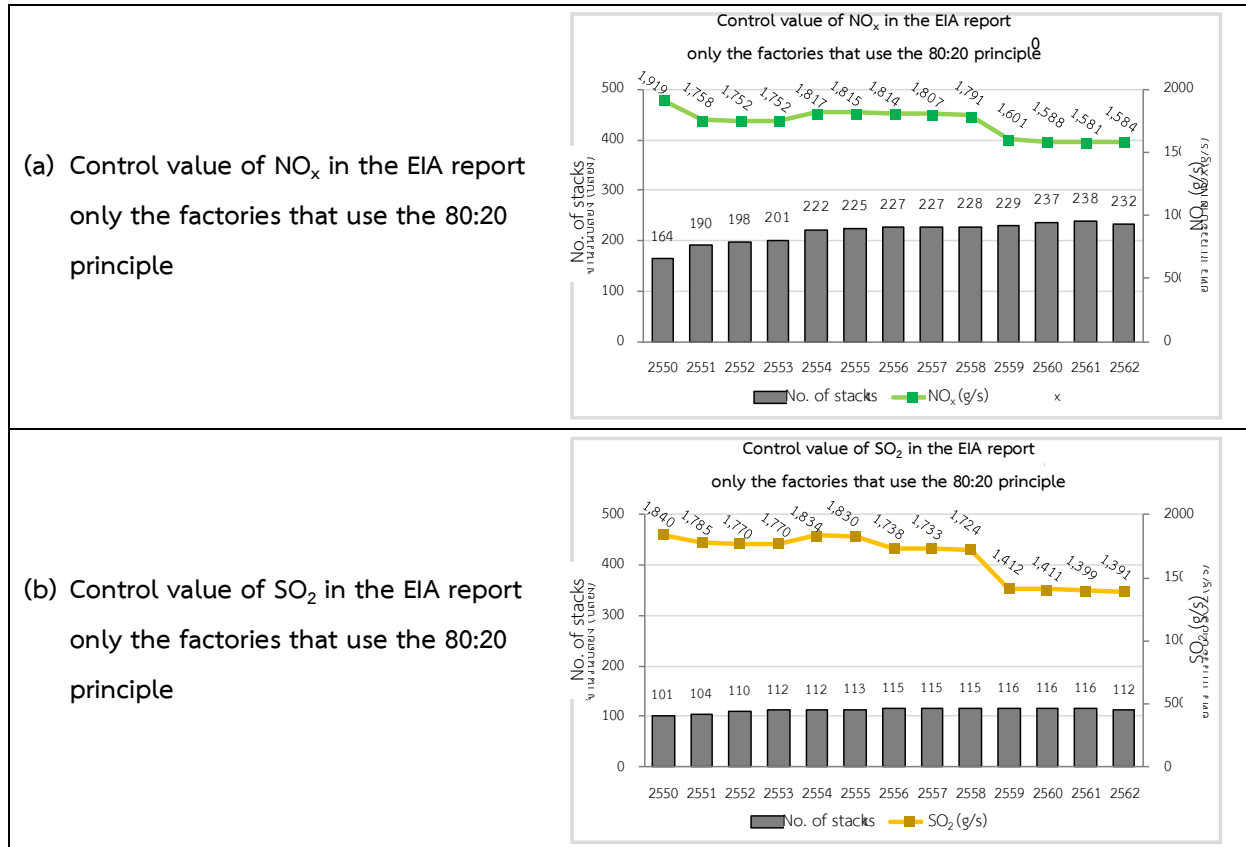 (a) Control value of NOₓ in the EIA report
only the factories that use the 80:20
principle
Control value of NOₓ in the EIA report
only the factories that use the 80:20 principle
0
1,919 1,758 1,752 1,752 1,817 1,815 1,814 1,807 1,791 1,601 1,588 1,581 1,584
500
400
300
200
100
0
No. of stacks
164 190 198 201 222 225 227 227 228 229 237 238 232
2000
500
0
NOₓ (g/s)
2550 2551 2552 2553 2554 2555 2556 2557 2558 2559 2560 2561 2562
No. of stacks NOₓ (g/s) x
(b) Control value of SO₂ in the EIA report
only the factories that use the 80:20
principle
Control value of SO₂ in the EIA report
only the factories that use the 80:20 principle
1,840 1,785 1,770 1,770 1,834 1,830 1,738 1,733 1,724 1,412 1,411 1,399 1,391
500
400
300
200
100
0
No. of stacks
101 104 110 112 112 113 115 115 115 116 116 116 112
2000
500
0
SO₂ (g/s)
2550 2551 2552 2553 2554 2555 2556 2557 2558 2559 2560 2561 2562
No. of stacks SO₂ (g/s)